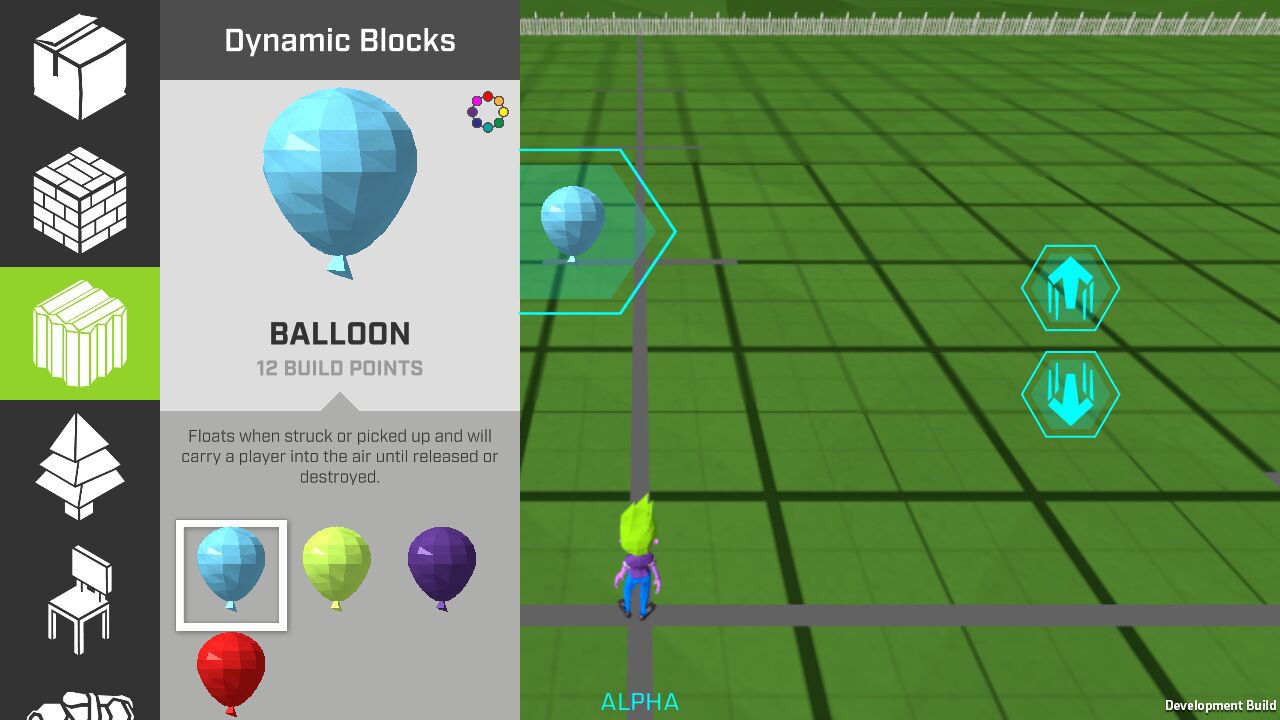 Dynamic Blocks
BALLOON
12 BUILD POINTS
Floats when struck or picked up and will
carry a player into the air until released or
destroyed.
ALPHA
Development Build